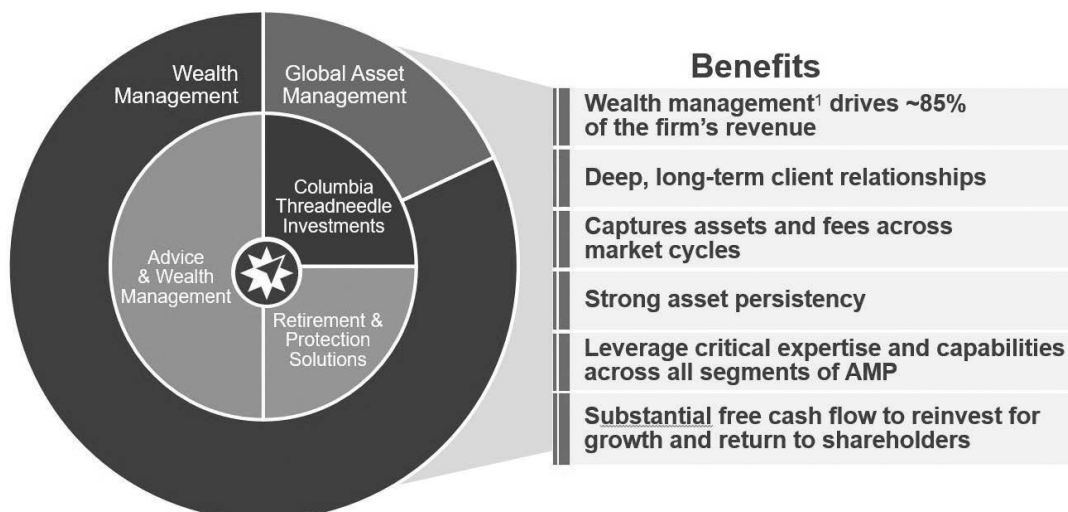 Wealth
Management
Global Asset
Management
Columbia
Threadneedle
Investments
Advice
& Wealth
Management
Retirement &
Protection
Solutions
Benefits
Wealth management¹ drives ~85%
of the firm's revenue
Deep, long-term client relationships
Captures assets and fees across
market cycles
Strong asset persistency
Leverage critical expertise and capabilities
across all segments of AMP
Substantial free cash flow to reinvest for
growth and return to shareholders